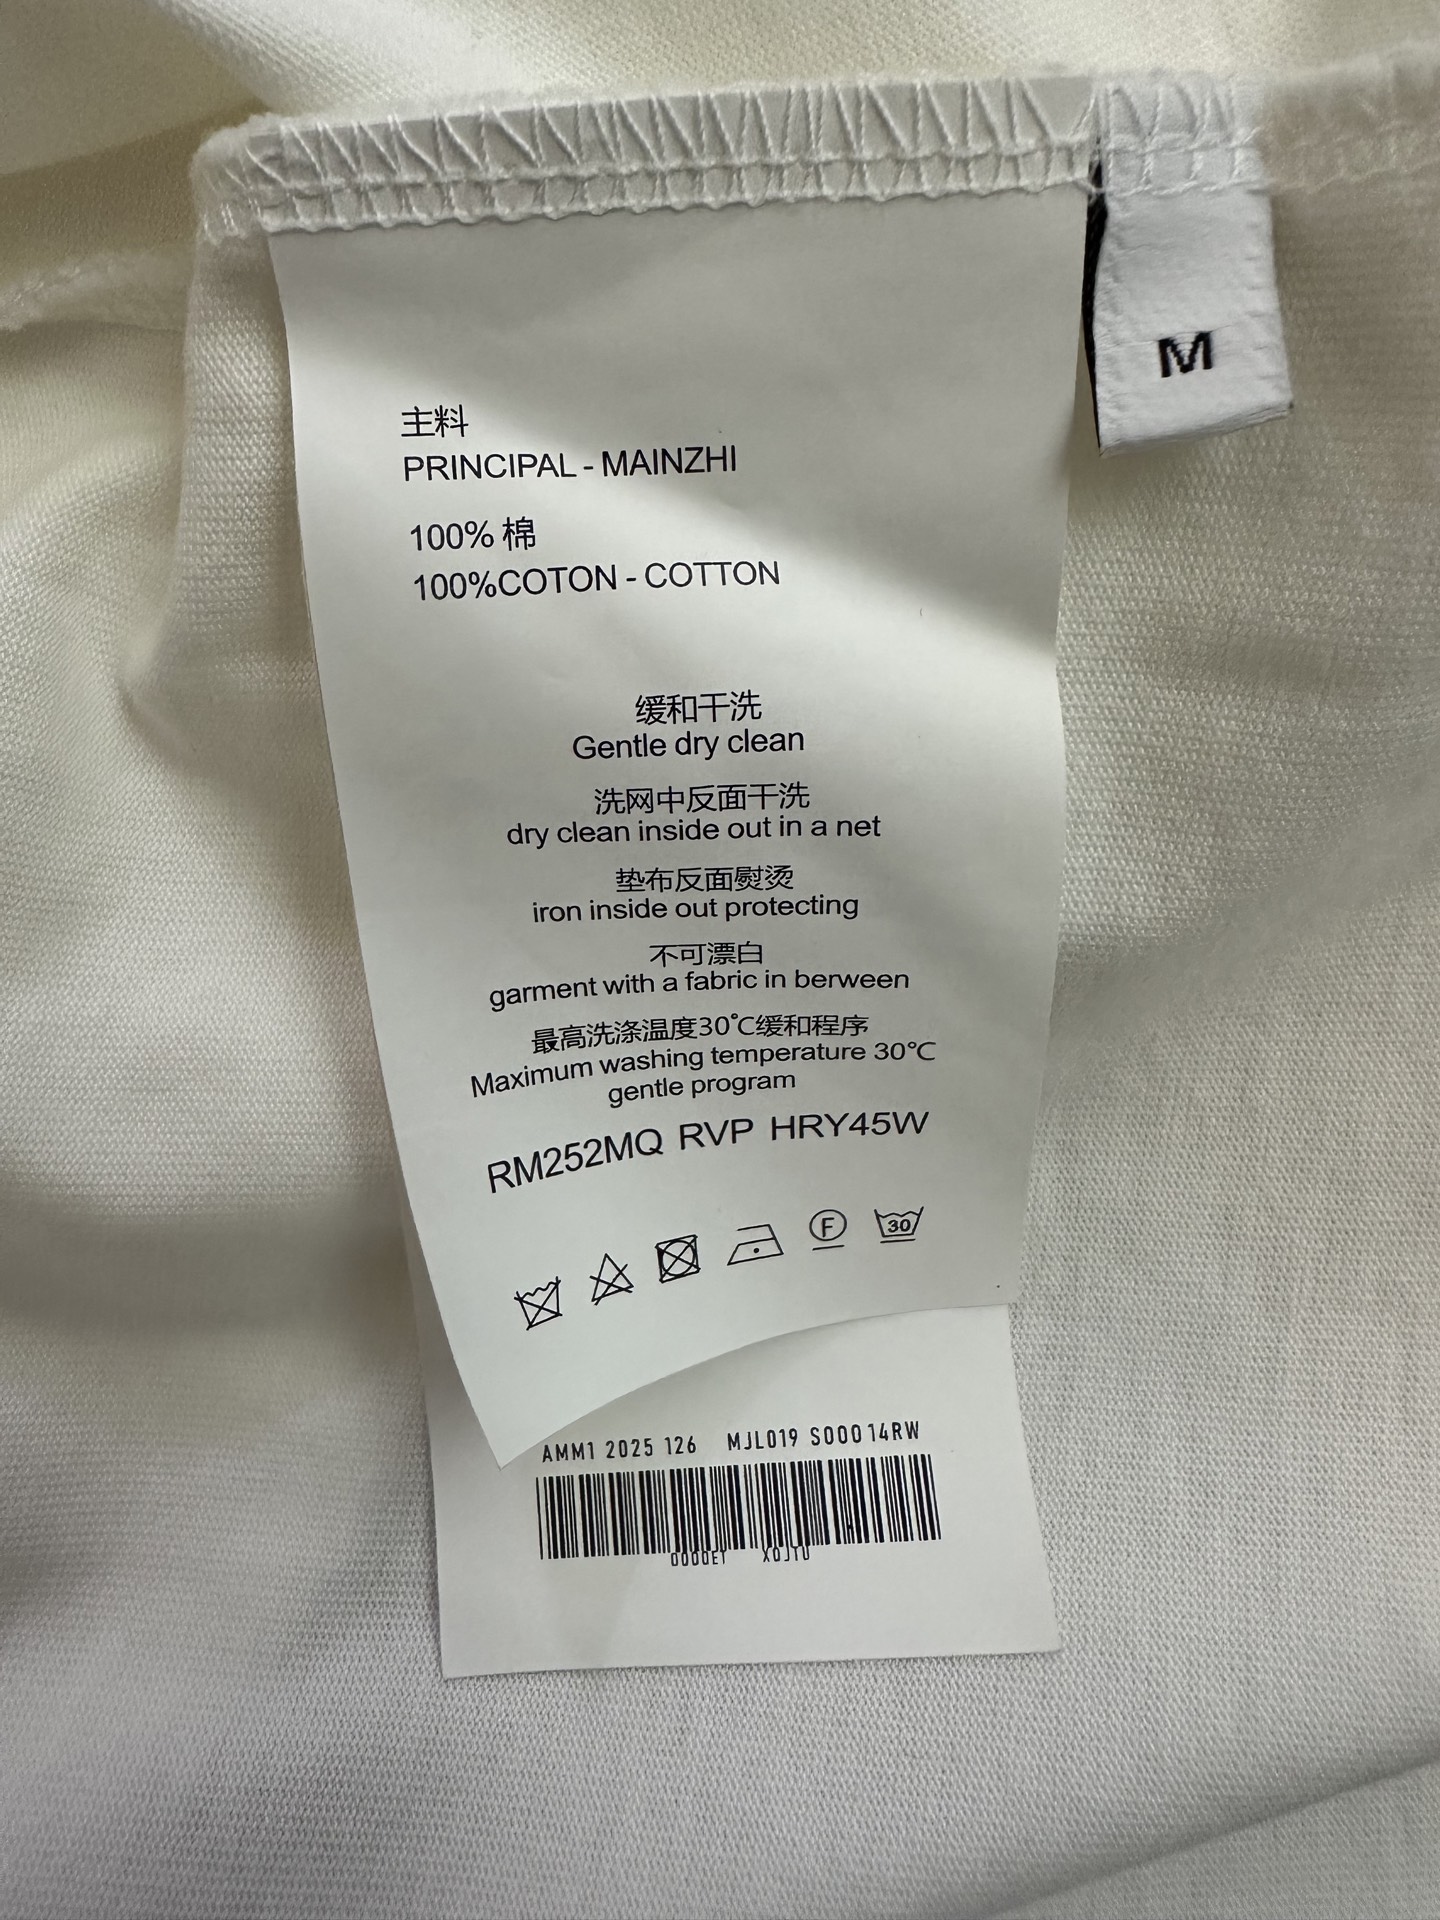 M
主料
PRINCIPAL - MAINZHI
100% 棉
100%COTON - COTTON
缓和干洗
Gentle dry clean
洗网中反面干洗
dry clean inside out in a net
垫布反面熨烫
iron inside out protecting
不可漂白
garment with a fabric in berween
最高洗涤温度30℃缓和程序
Maximum washing temperature 30℃
gentle program
RM252MQ RVP HRY45W
F 30
AMM1 2025 126 MJL019 S00014RW